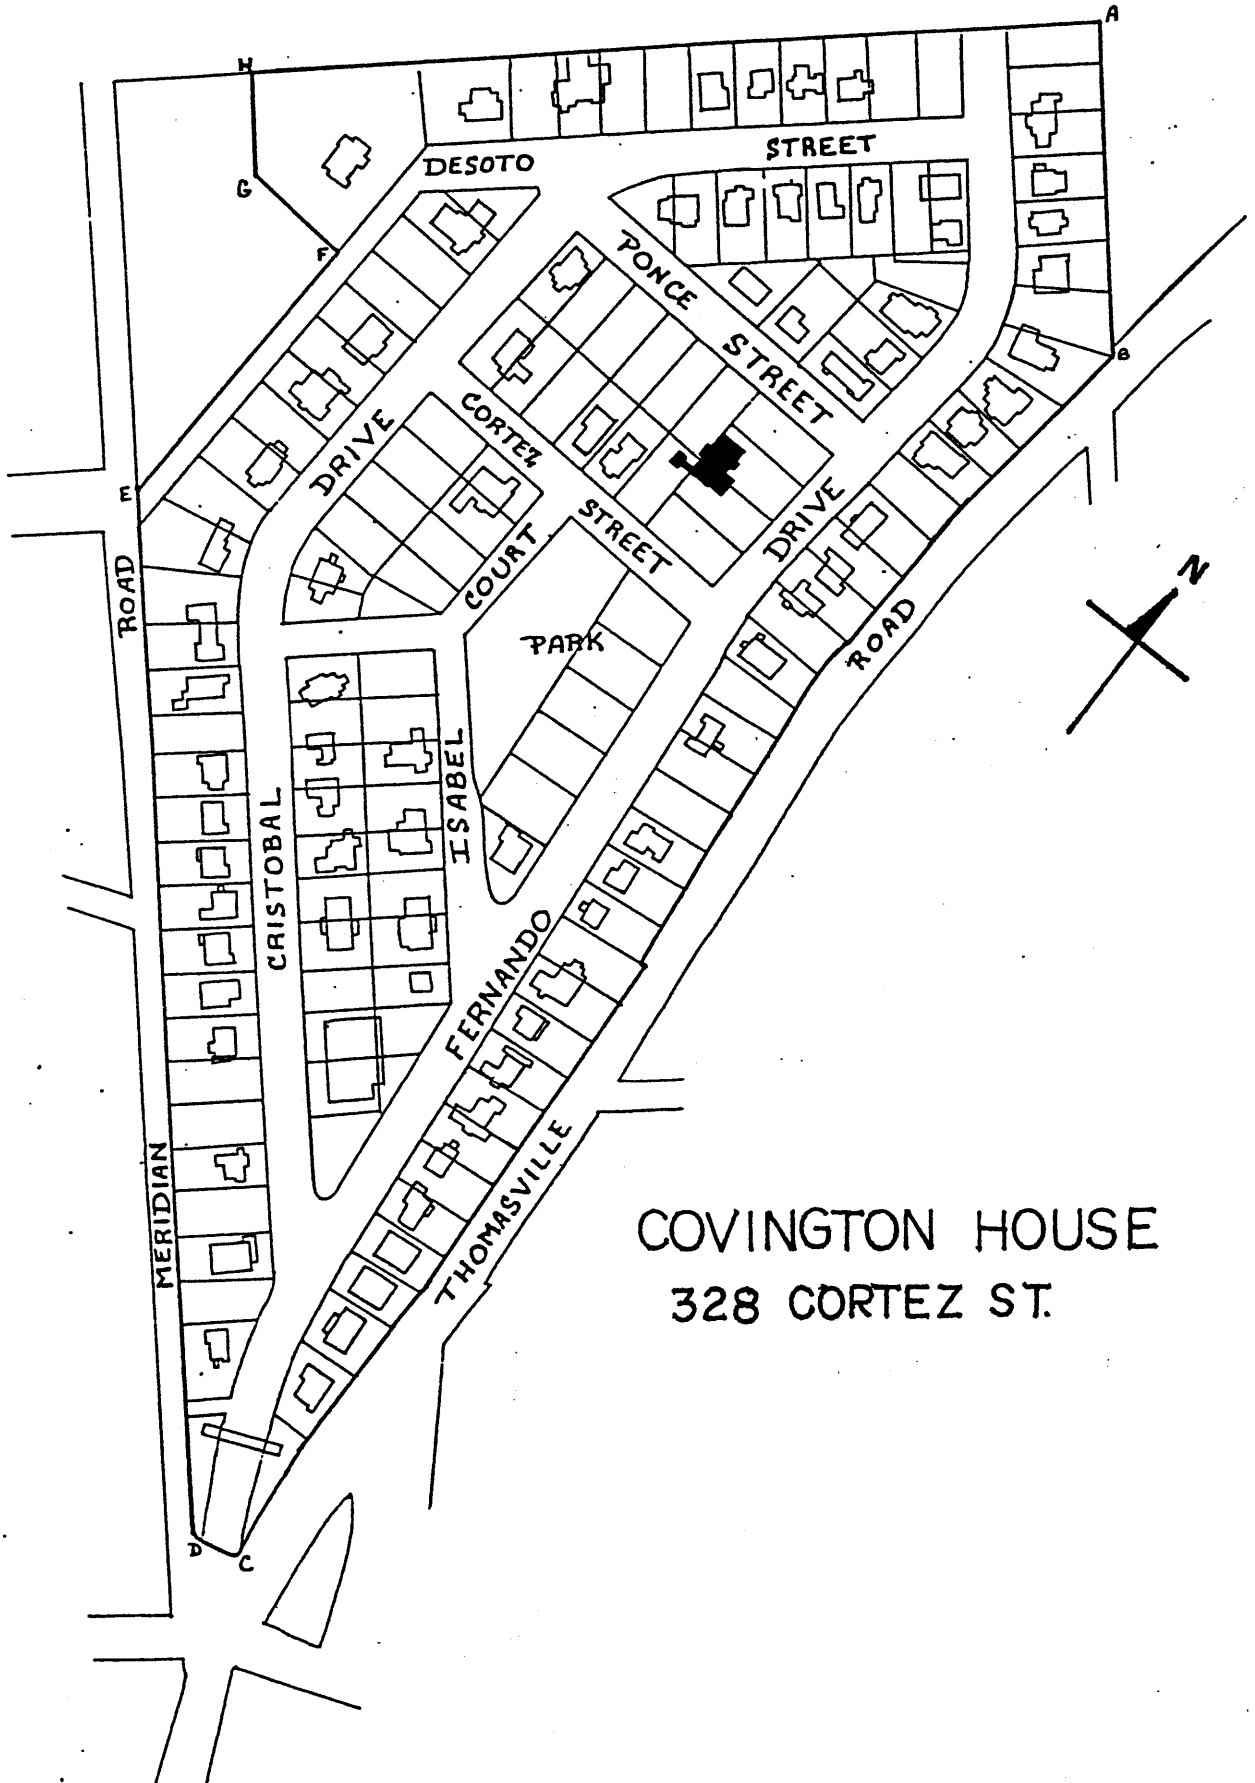 A
H
DESOTO STREET
G
F
PONCE STREET
B
CORTEZ STREET
DRIVE
DRIVE
E
COURT
N
ROAD
ROAD
PARK
ISABEL
CRISTOBAL
FERNANDO
MERIDIAN
THOMASVILLE
COVINGTON HOUSE
328 CORTEZ ST.
D
C